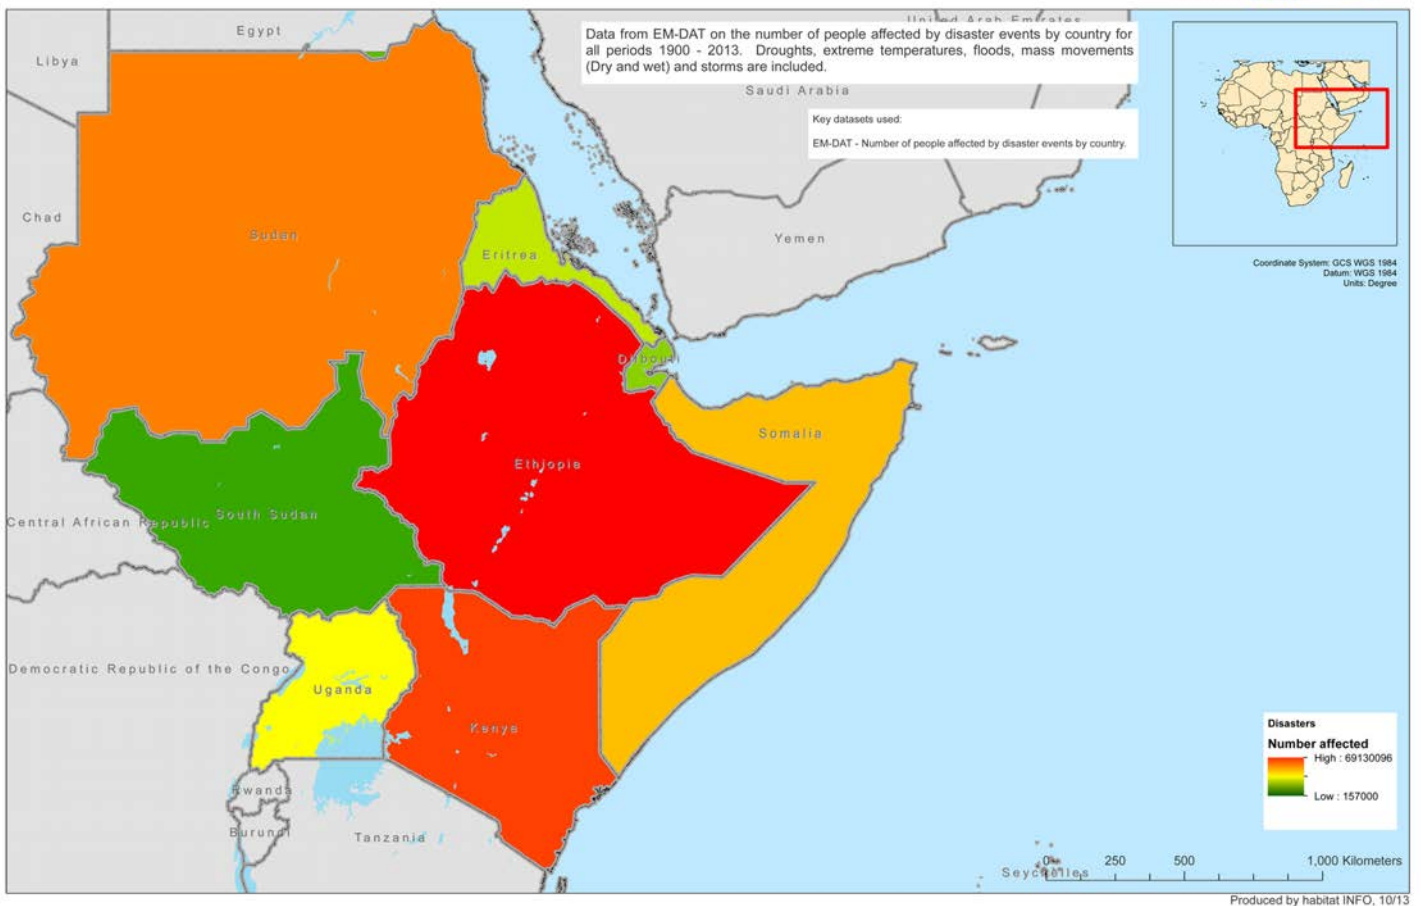 Egypt
United Arab Emirates
Libya
Data from EM-DAT on the number of people affected by disaster events by country for
all periods 1900 - 2013. Droughts, extreme temperatures, floods, mass movements
(Dry and wet) and storms are included.
Saudi Arabia
Key datasets used:
EM-DAT - Number of people affected by disaster events by country.
Chad
Sudan
Eritrea
Yemen
Coordinate System: GCS WGS 1984
Datum: WGS 1984
Units: Degree
Djibouti
Somalia
Ethiopia
Central African Republic
South Sudan
Democratic Republic of the Congo
Uganda
Kenya
Disasters
Number affected
High : 69130096
Low : 157000
Rwanda
Burundi
Tanzania
Seychelles
0 250 500 1,000 Kilometers
Produced by habitat INFO, 10/13